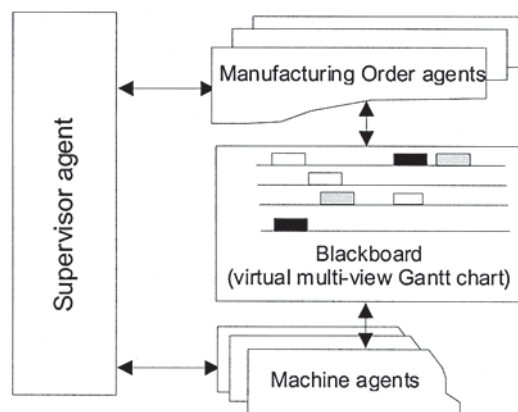 Supervisor agent
Manufacturing Order agents
Blackboard
(virtual multi-view Gantt chart)
Machine agents